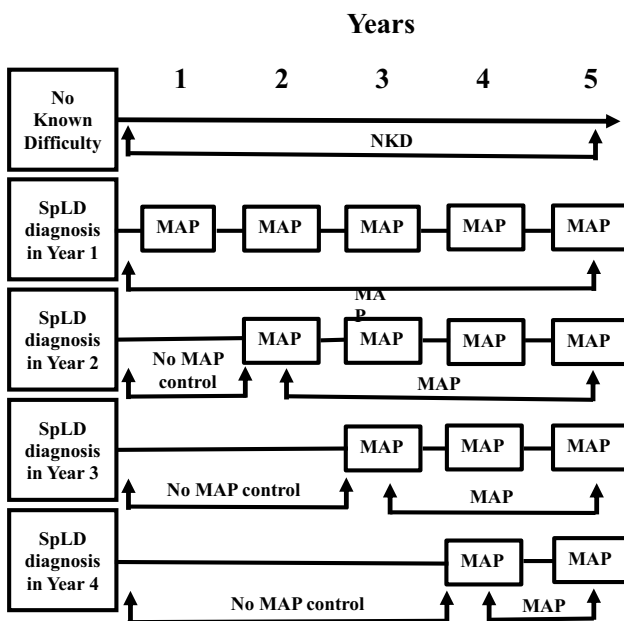 Years
1 2 3 4 5
No
Known
Difficulty
NKD
SpLD
diagnosis
in Year 1
MAP MAP MAP MAP MAP
MA
P
SpLD
diagnosis
in Year 2
MAP MAP MAP MAP
No MAP
control
MAP
SpLD
diagnosis
in Year 3
MAP MAP MAP
No MAP control
MAP
SpLD
diagnosis
in Year 4
MAP MAP
No MAP control
MAP